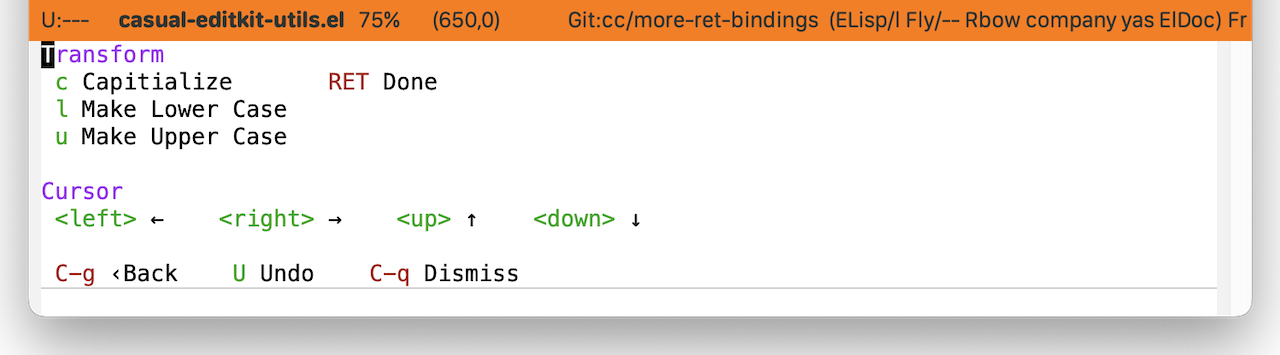 U:--- casual-editkit-utils.el 75% (650,0) Git:cc/more-ret-bindings (ELisp/l Fly/-- Rbow company yas ElDoc) Fr
Transform
c Capitialize RET Done
l Make Lower Case
u Make Upper Case
Cursor
<left> ← <right> → <up> ↑ <down> ↓
C-g ‹Back U Undo C-q Dismiss